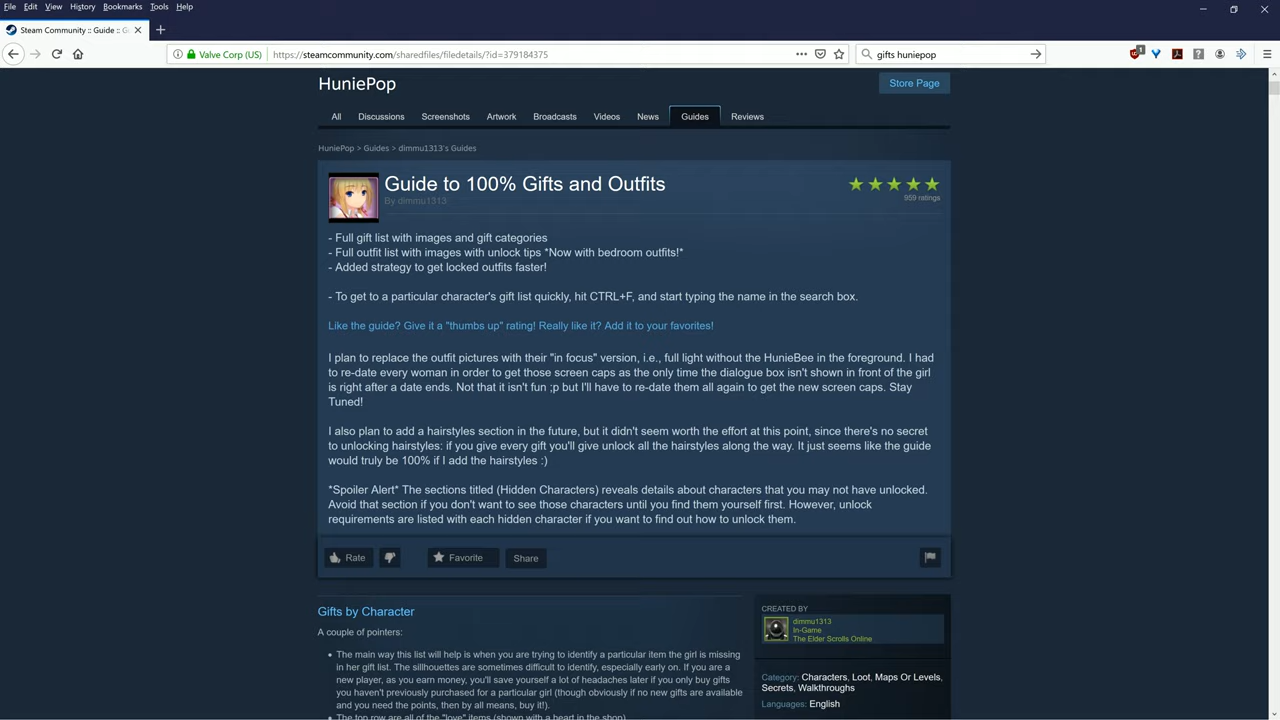 File Edit View History Bookmarks Tools Help
Steam Community :: Guide :: G
Valve Corp (US) https://steamcommunity.com/sharedfiles/filedetails/?id=379184375 gifts huniepop
1
HuniePop
Store Page
All Discussions Screenshots Artwork Broadcasts Videos News Guides Reviews
HuniePop > Guides > dimmu1313's Guides
Guide to 100% Gifts and Outfits
By dimmu1313
959 ratings
- Full gift list with images and gift categories
- Full outfit list with images with unlock tips *Now with bedroom outfits!*
- Added strategy to get locked outfits faster!
- To get to a particular character's gift list quickly, hit CTRL+F, and start typing the name in the search box.
Like the guide? Give it a "thumbs up" rating! Really like it? Add it to your favorites!
I plan to replace the outfit pictures with their "in focus" version, i.e., full light without the HunieBee in the foreground. I had
to re-date every woman in order to get those screen caps as the only time the dialogue box isn't shown in front of the girl
is right after a date ends. Not that it isn't fun ;p but I'll have to re-date them all again to get the new screen caps. Stay
Tuned!
I also plan to add a hairstyles section in the future, but it didn't seem worth the effort at this point, since there's no secret
to unlocking hairstyles: if you give every gift you'll give unlock all the hairstyles along the way. It just seems like the guide
would truly be 100% if I add the hairstyles :)
*Spoiler Alert* The sections titled (Hidden Characters) reveals details about characters that you may not have unlocked.
Avoid that section if you don't want to see those characters until you find them yourself first. However, unlock
requirements are listed with each hidden character if you want to find out how to unlock them.
Rate Favorite Share
Gifts by Character
A couple of pointers:
• The main way this list will help is when you are trying to identify a particular item the girl is missing
in her gift list. The sillhouettes are sometimes difficult to identify, especially early on. If you are a
new player, as you earn money, you'll save yourself a lot of headaches later if you only buy gifts
you haven't previously purchased for a particular girl (though obviously if no new gifts are available
and you need the points, then by all means, buy it!).
• The top row are all of the "love" items (shown with a heart in the shop)
CREATED BY
dimmu1313
In-Game
The Elder Scrolls Online
Category: Characters, Loot, Maps Or Levels,
Secrets, Walkthroughs
Languages: English